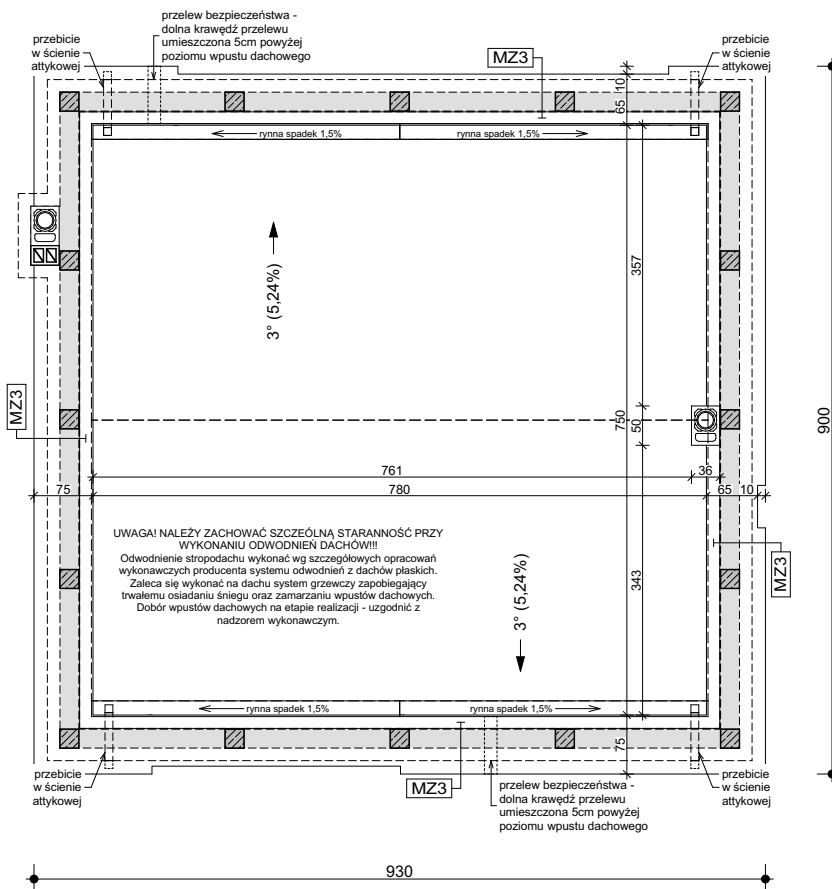 przelew bezpieczeństwa -
dolna krawędź przelewu
umieszczona 5cm powyżej
poziomu wpustu dachowego
przebicie
w ścienie
attykowej
MZ3
przebicie
w ścienie
attykowej
10
65
rynna spadek 1,5%
rynna spadek 1,5%
3° (5,24%)
357
MZ3
750
50
900
761
36
75
780
65
10
UWAGA! NALEŻY ZACHOWAĆ SZCZEÓLNĄ STARANNOŚĆ PRZY
WYKONANIU ODWODNIEŃ DACHÓW!!!
Odwodnienie stropodachu wykonać wg szczegółowych opracowań
wykonawczych producenta systemu odwodnień z dachów płaskich.
Zaleca się wykonać na dachu system grzewczy zapobiegający
trwałemu osiadaniu śniegu oraz zamarzaniu wpustów dachowych.
Dobór wpustów dachowych na etapie realizacji - uzgodnić z
nadzorem wykonawczym.
3° (5,24%)
343
MZ3
rynna spadek 1,5%
rynna spadek 1,5%
75
przebicie
w ścienie
attykowej
MZ3
przelew bezpieczeństwa -
dolna krawędź przelewu
umieszczona 5cm powyżej
poziomu wpustu dachowego
przebicie
w ścienie
attykowej
930